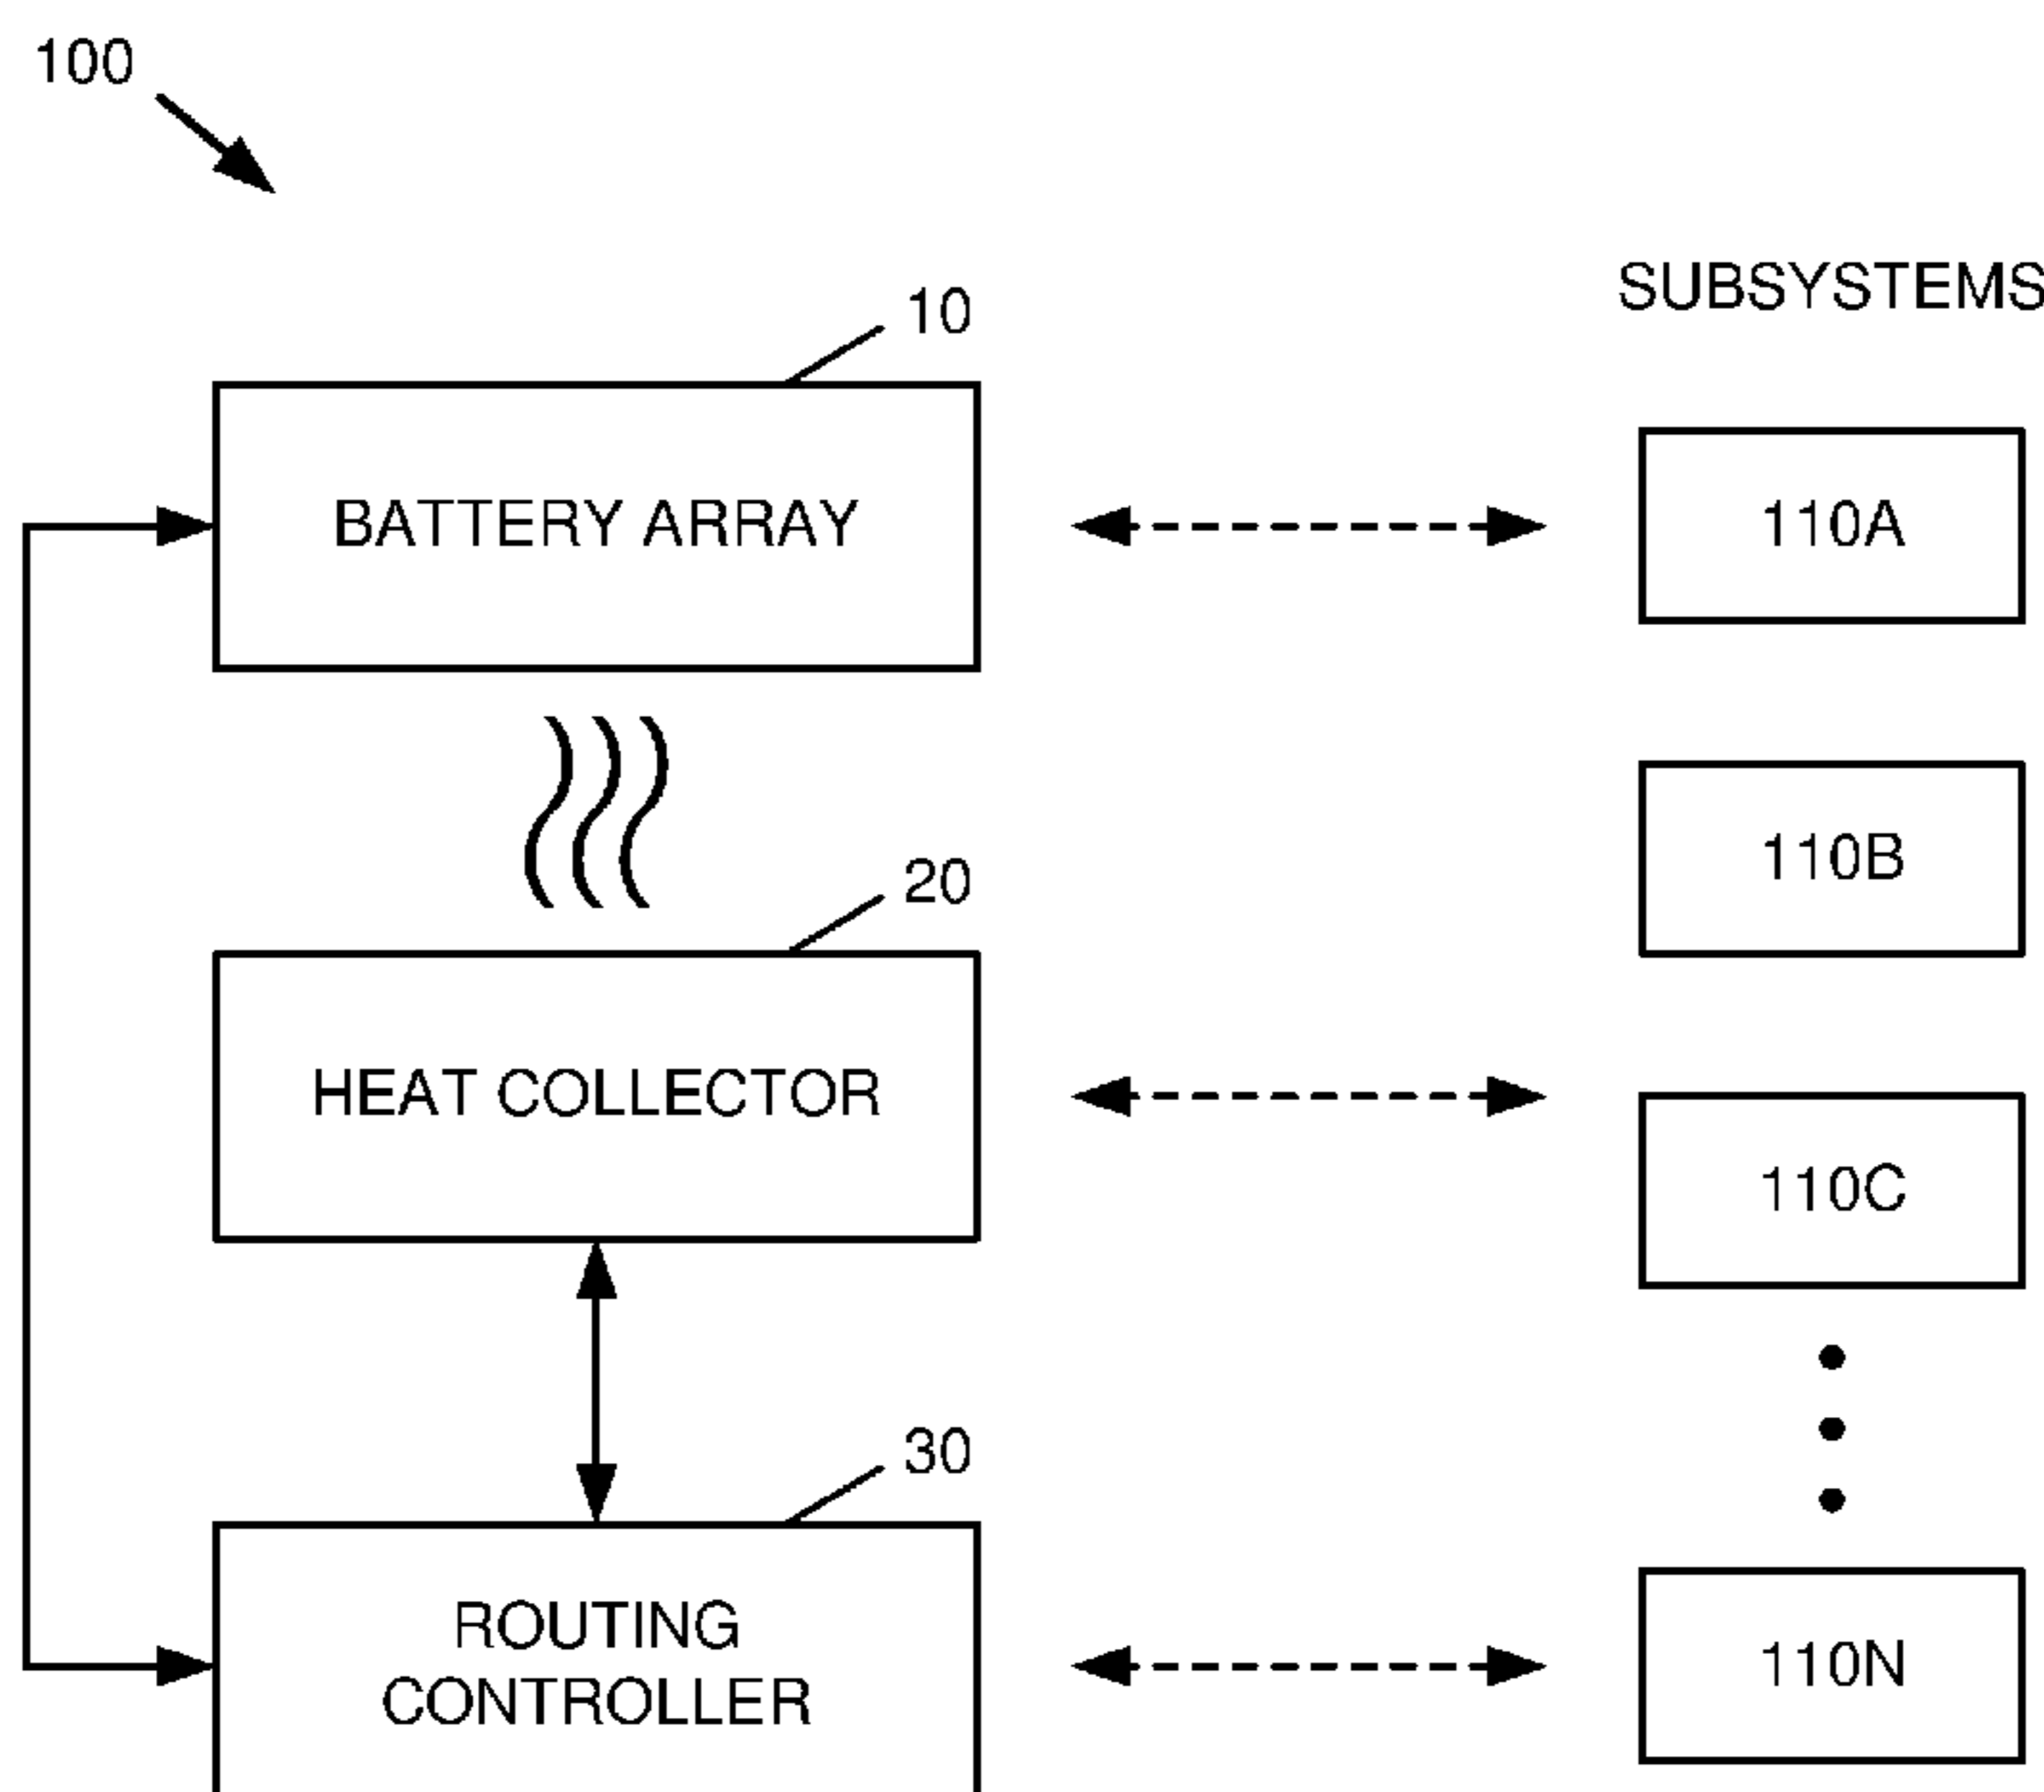 100
SUBSYSTEMS
10
BATTERY ARRAY
110A
110B
20
HEAT COLLECTOR
110C
30
ROUTING
CONTROLLER
110N